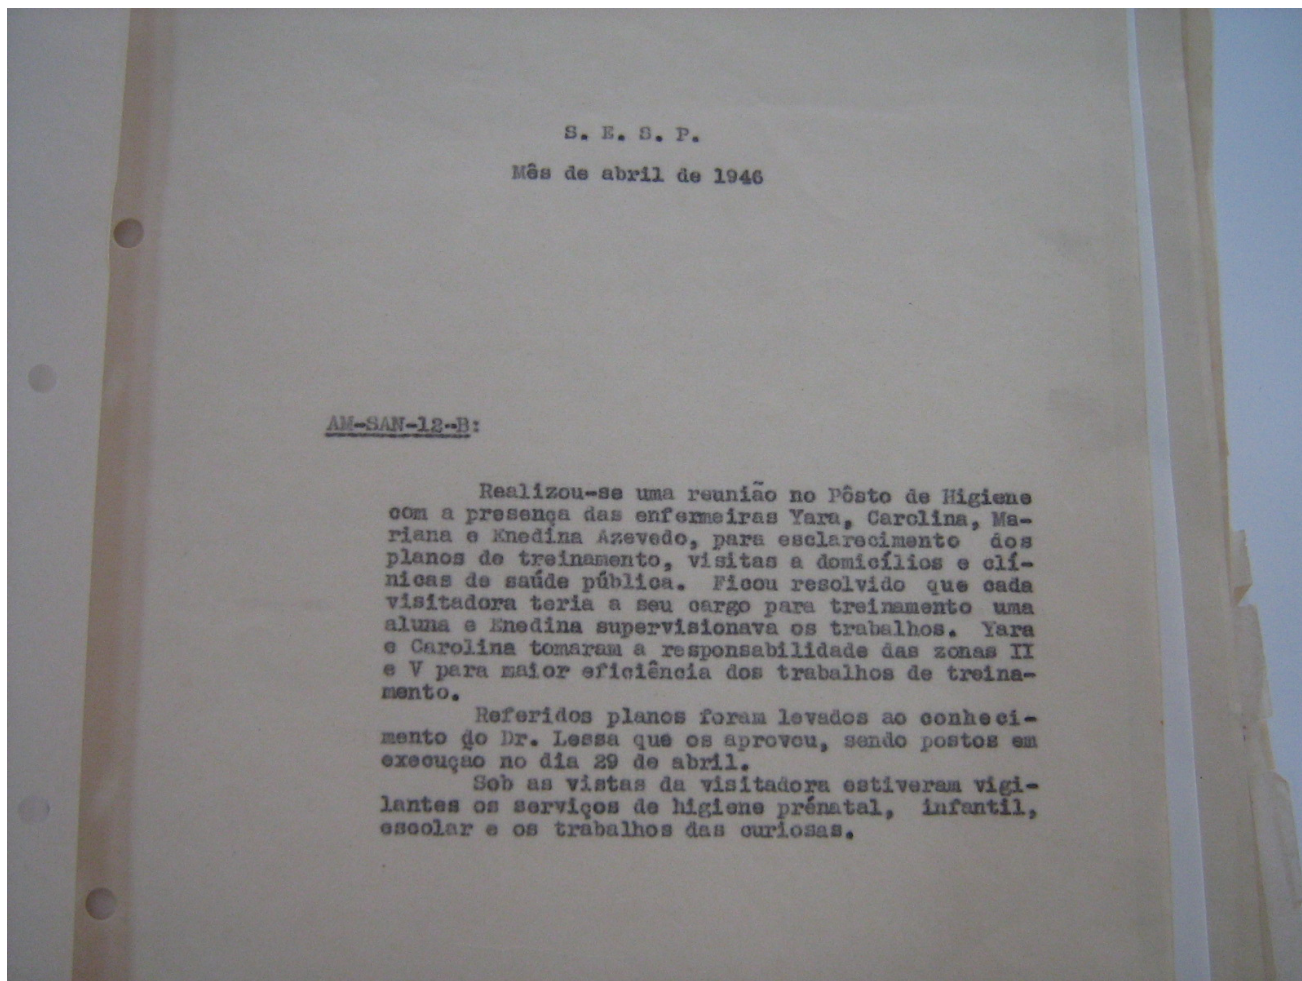 S. E. S. P.
Mês de abril de 1946
AM-SAN-12-B:
Realizou-se uma reunião no Pôsto de Higiene
com a presença das enfermeiras Yara, Carolina, Ma-
riana e Enedina Azevedo, para esclarecimento dos
planos de treinamento, visitas a domicílios e clí-
nicas de saúde pública. Ficou resolvido que cada
visitadora teria a seu cargo para treinamento uma
aluna e Enedina supervisionava os trabalhos. Yara
e Carolina tomaram a responsabilidade das zonas II
e V para maior eficiência dos trabalhos de treina-
mento.
Referidos planos foram levados ao conheci-
mento do Dr. Lessa que os aprovou, sendo postos em
execução no dia 29 de abril.
Sob as vistas da visitadora estiveram vigi-
lantes os serviços de higiene prénatal, infantil,
escolar e os trabalhos das curiosas.